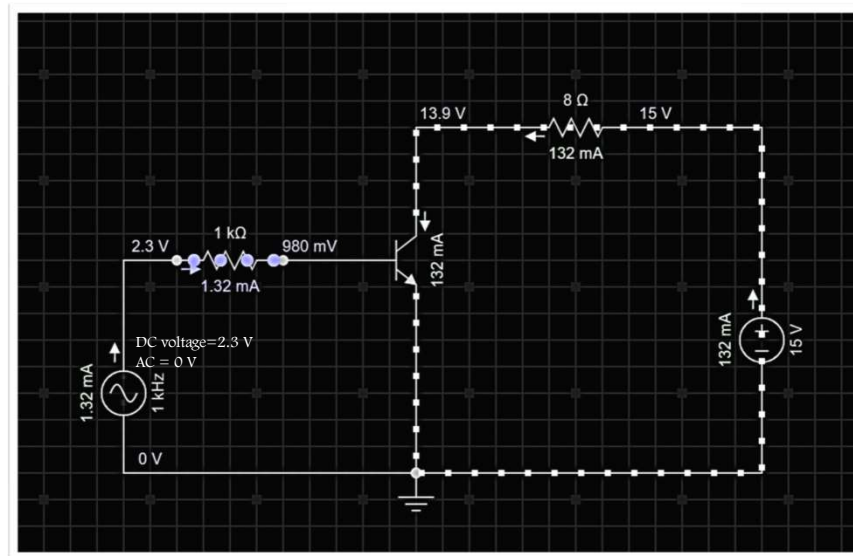 8 Ω
13.9 V
15 V
132 mA
1 kΩ
2.3 V
980 mV
132 mA
1.32 mA
DC voltage=2.3 V
AC = 0 V
1.32 mA
1 kHz
132 mA
+
−
15 V
0 V